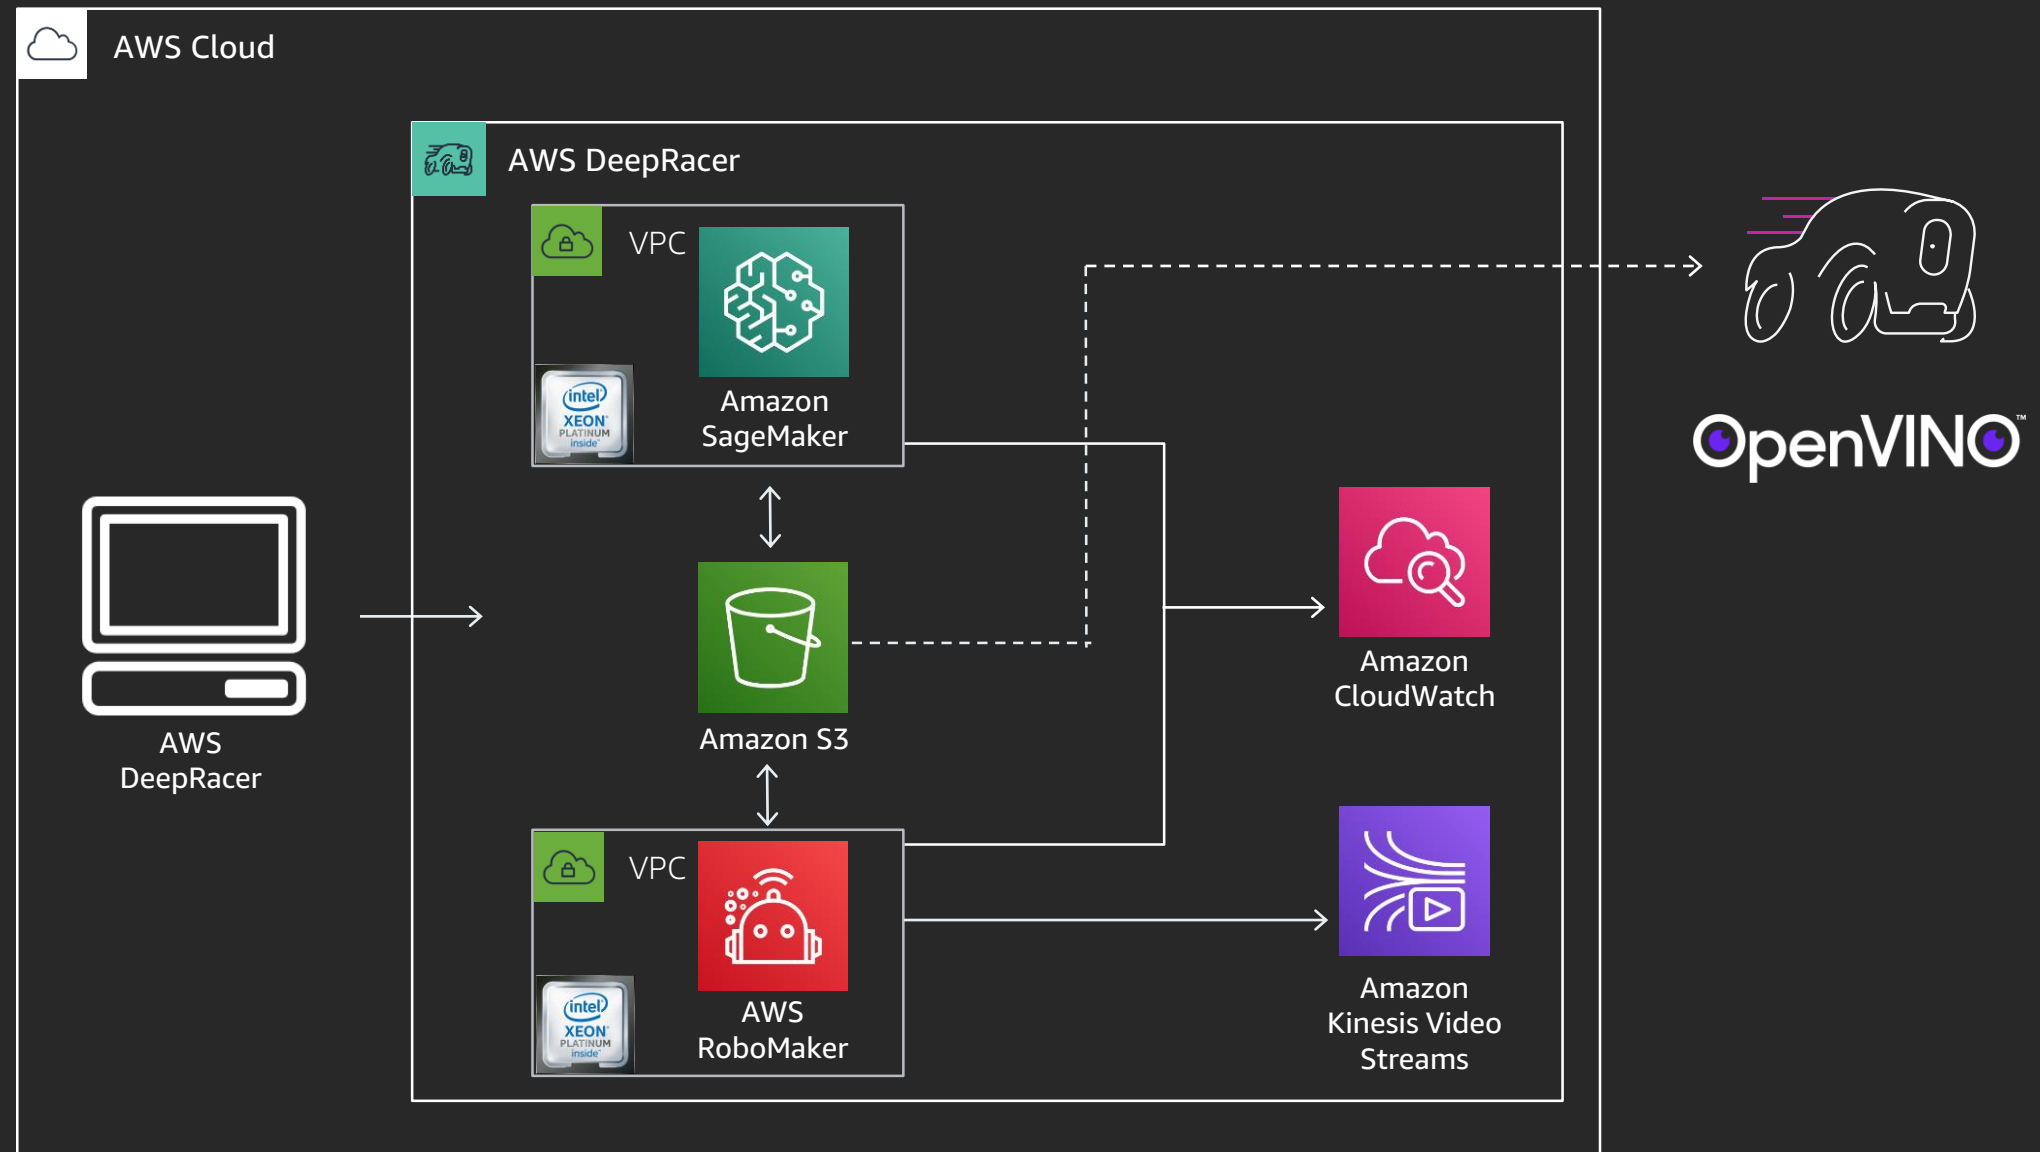 AWS Cloud
AWS DeepRacer
VPC
intel
XEON
PLATINUM
inside
Amazon
SageMaker
OpenVINO™
AWS
DeepRacer
Amazon S3
Amazon
CloudWatch
VPC
intel
XEON
PLATINUM
inside
AWS
RoboMaker
Amazon
Kinesis Video
Streams